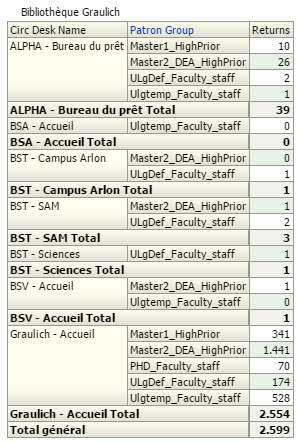 Bibliothèque Graulich
Circ Desk Name Patron Group Returns
ALPHA - Bureau du prêt Master1_HighPrior 10
Master2_DEA_HighPrior 26
ULgDef_Faculty_staff 2
Ulgtemp_Faculty_staff 1
ALPHA - Bureau du prêt Total 39
BSA - Accueil Ulgtemp_Faculty_staff 0
BSA - Accueil Total 0
BST - Campus Arlon Master2_DEA_HighPrior 0
ULgDef_Faculty_staff 1
BST - Campus Arlon Total 1
BST - SAM Master2_DEA_HighPrior 1
ULgDef_Faculty_staff 2
BST - SAM Total 3
BST - Sciences ULgDef_Faculty_staff 1
BST - Sciences Total 1
BSV - Accueil Master2_DEA_HighPrior 1
Ulgtemp_Faculty_staff 0
BSV - Accueil Total 1
Graulich - Accueil Master1_HighPrior 341
Master2_DEA_HighPrior 1.441
PHD_Faculty_staff 70
ULgDef_Faculty_staff 174
Ulgtemp_Faculty_staff 528
Graulich - Accueil Total 2.554
Total général 2.599